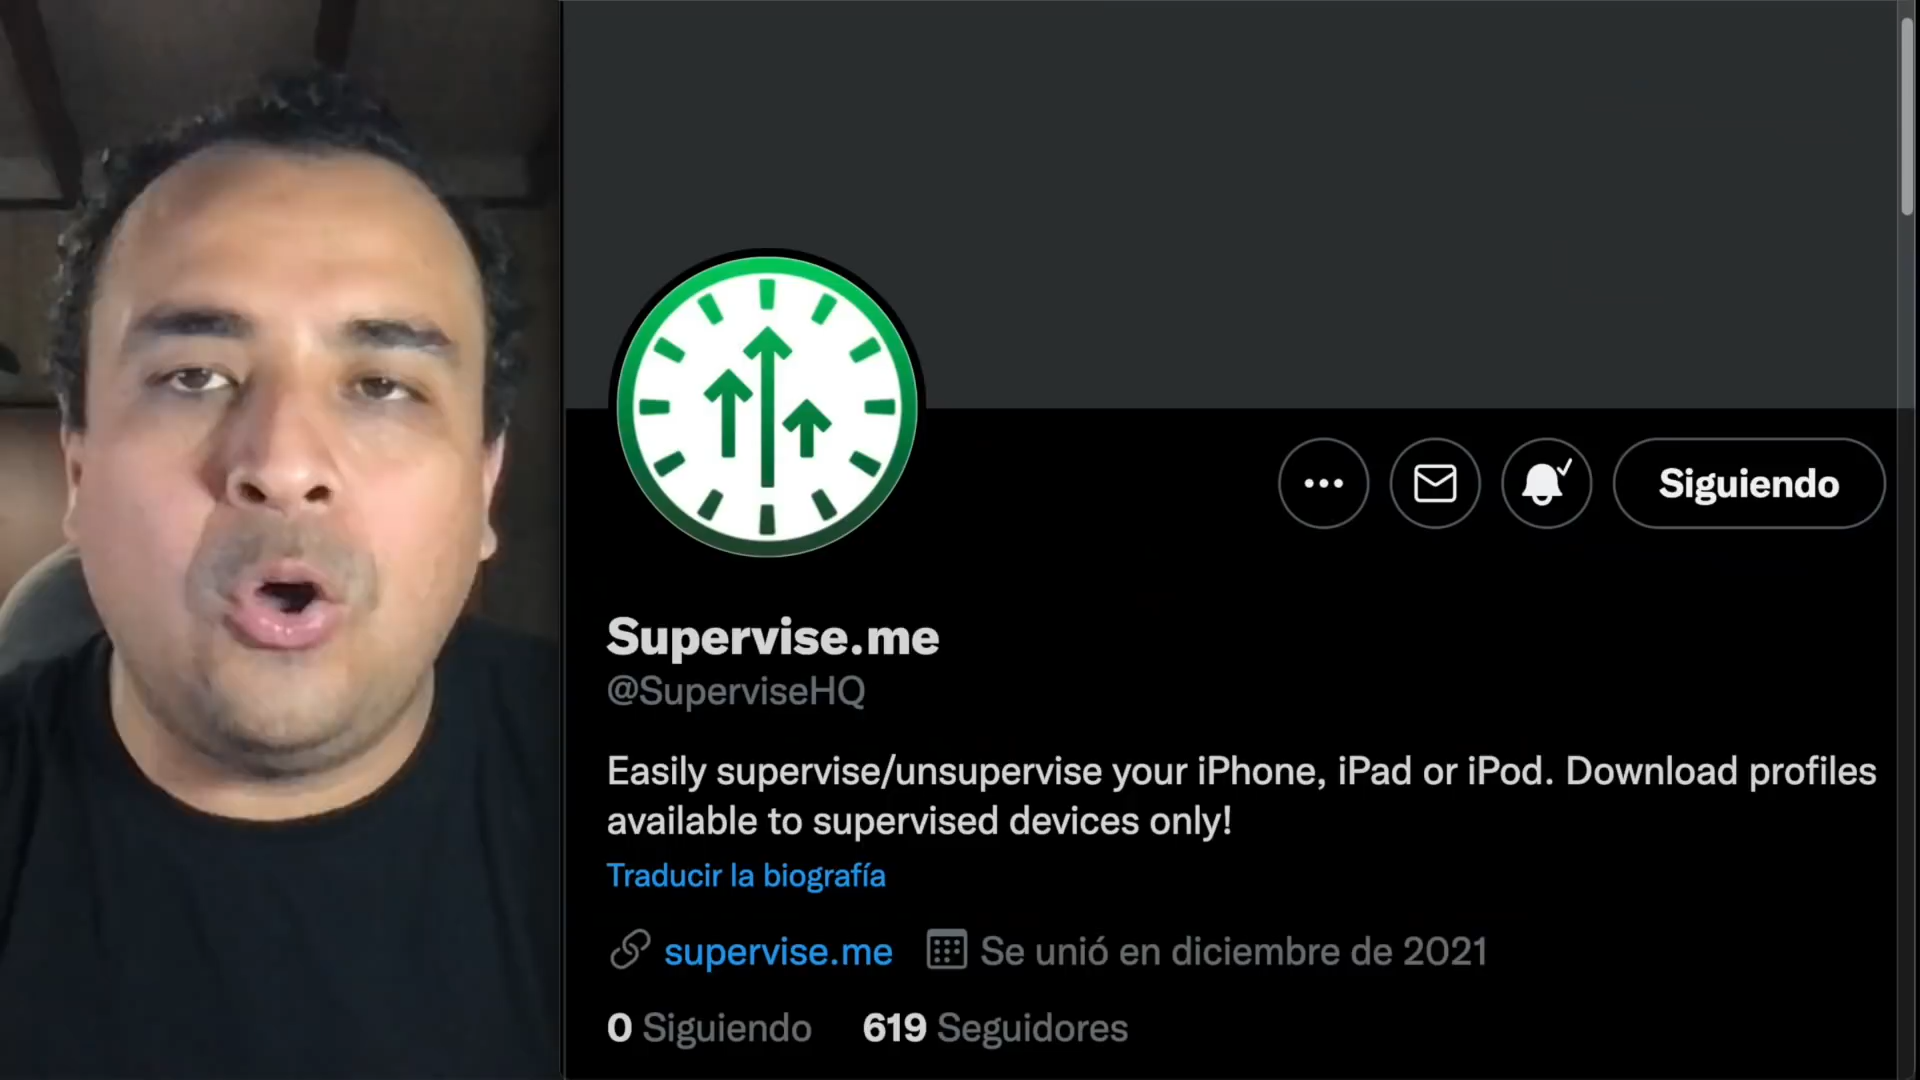 Siguiendo
Supervise.me
@SuperviseHQ
Easily supervise/unsupervise your iPhone, iPad or iPod. Download profiles
available to supervised devices only!
Traducir la biografía
supervise.me Se unió en diciembre de 2021
0 Siguiendo 619 Seguidores